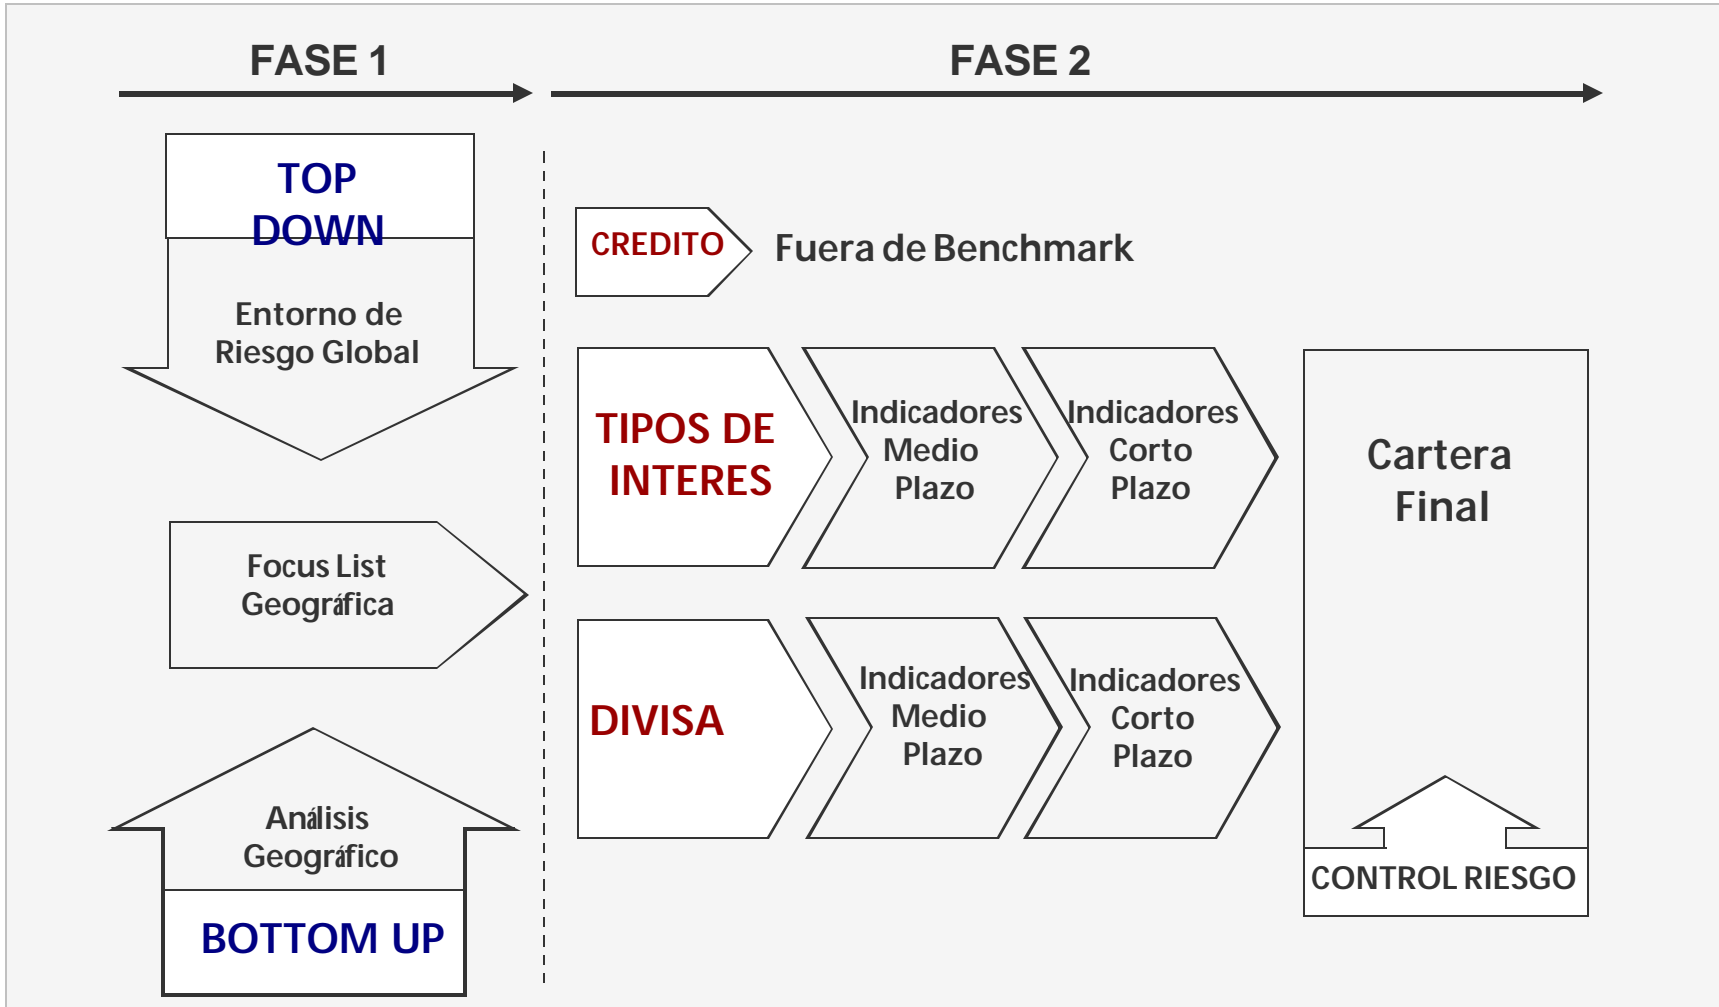 FASE 1
FASE 2
TOP
DOWN
Entorno de
Riesgo Global
Focus List
Geográfica
Análisis
Geográfico
BOTTOM UP
CREDITO
Fuera de Benchmark
TIPOS DE
INTERES
Indicadores
Medio
Plazo
Indicadores
Corto
Plazo
DIVISA
Indicadores
Medio
Plazo
Indicadores
Corto
Plazo
Cartera
Final
CONTROL RIESGO